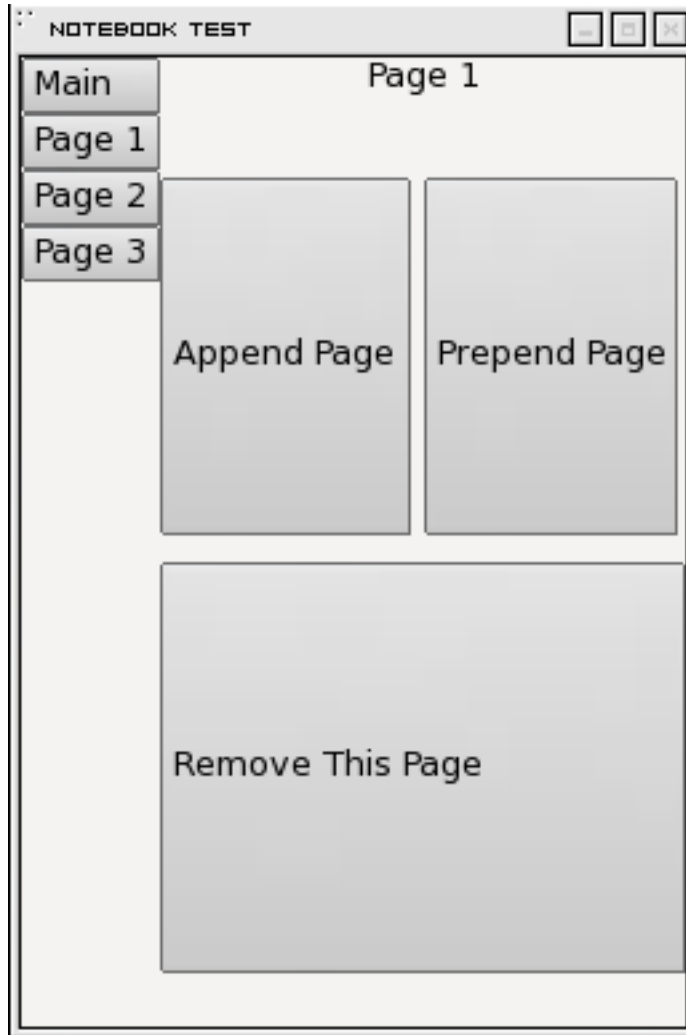 NOTEBOOK TEST
Main
Page 1
Page 2
Page 3
Page 1
Append Page
Prepend Page
Remove This Page